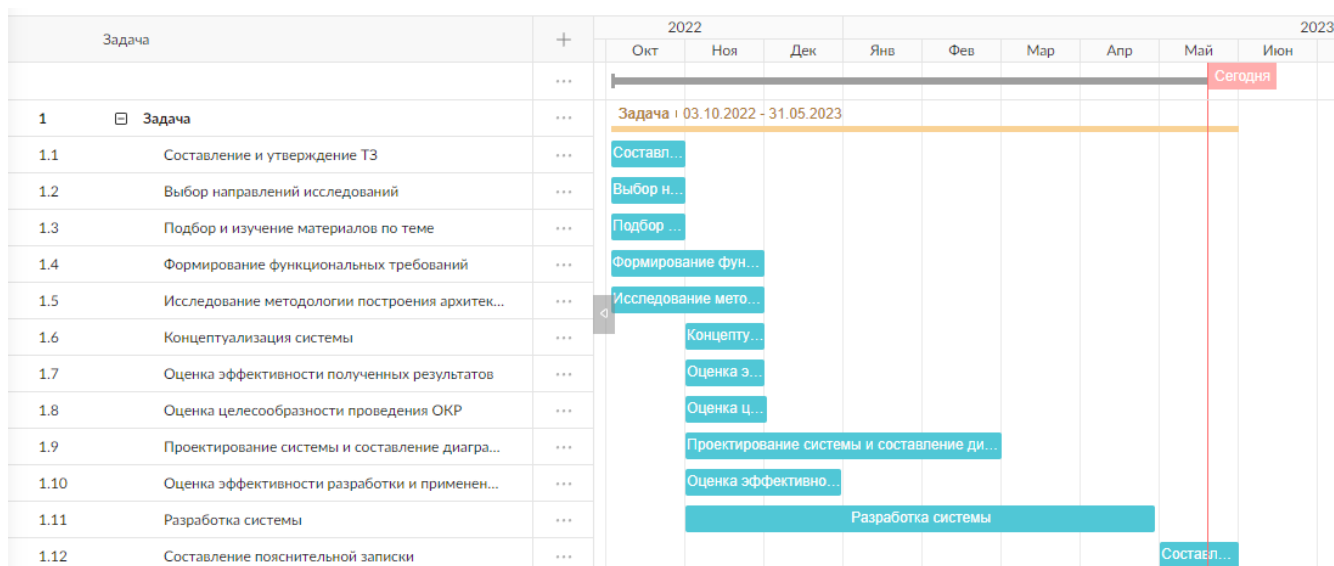 Задача
2022
2023
Окт Ноя Дек Янв Фев Мар Апр Май Июн
Сегодня
1 Задача
Задача 03.10.2022 - 31.05.2023
1.1 Составление и утверждение ТЗ
Составл...
1.2 Выбор направлений исследований
Выбор н...
1.3 Подбор и изучение материалов по теме
Подбор ...
1.4 Формирование функциональных требований
Формирование фун...
1.5 Исследование методологии построения архитек...
Исследование мето...
1.6 Концептуализация системы
Концепту...
1.7 Оценка эффективности полученных результатов
Оценка э...
1.8 Оценка целесообразности проведения ОКР
Оценка ц...
1.9 Проектирование системы и составление диагра...
Проектирование системы и составление ди...
1.10 Оценка эффективности разработки и применен...
Оценка эффективно...
1.11 Разработка системы
Разработка системы
1.12 Составление пояснительной записки
Составл...